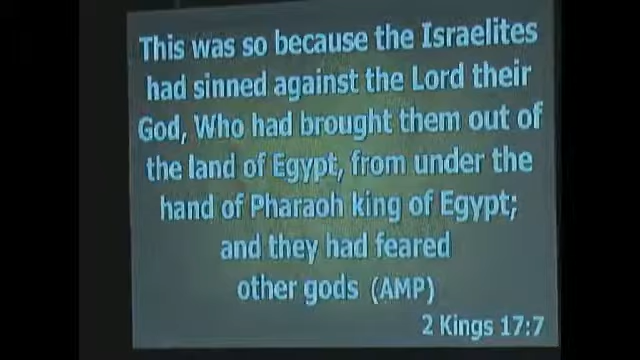 This was so because the Israelites
had sinned against the Lord their
God, Who had brought them out of
the land of Egypt, from under the
hand of Pharaoh king of Egypt;
and they had feared
other gods (AMP)
2 Kings 17:7